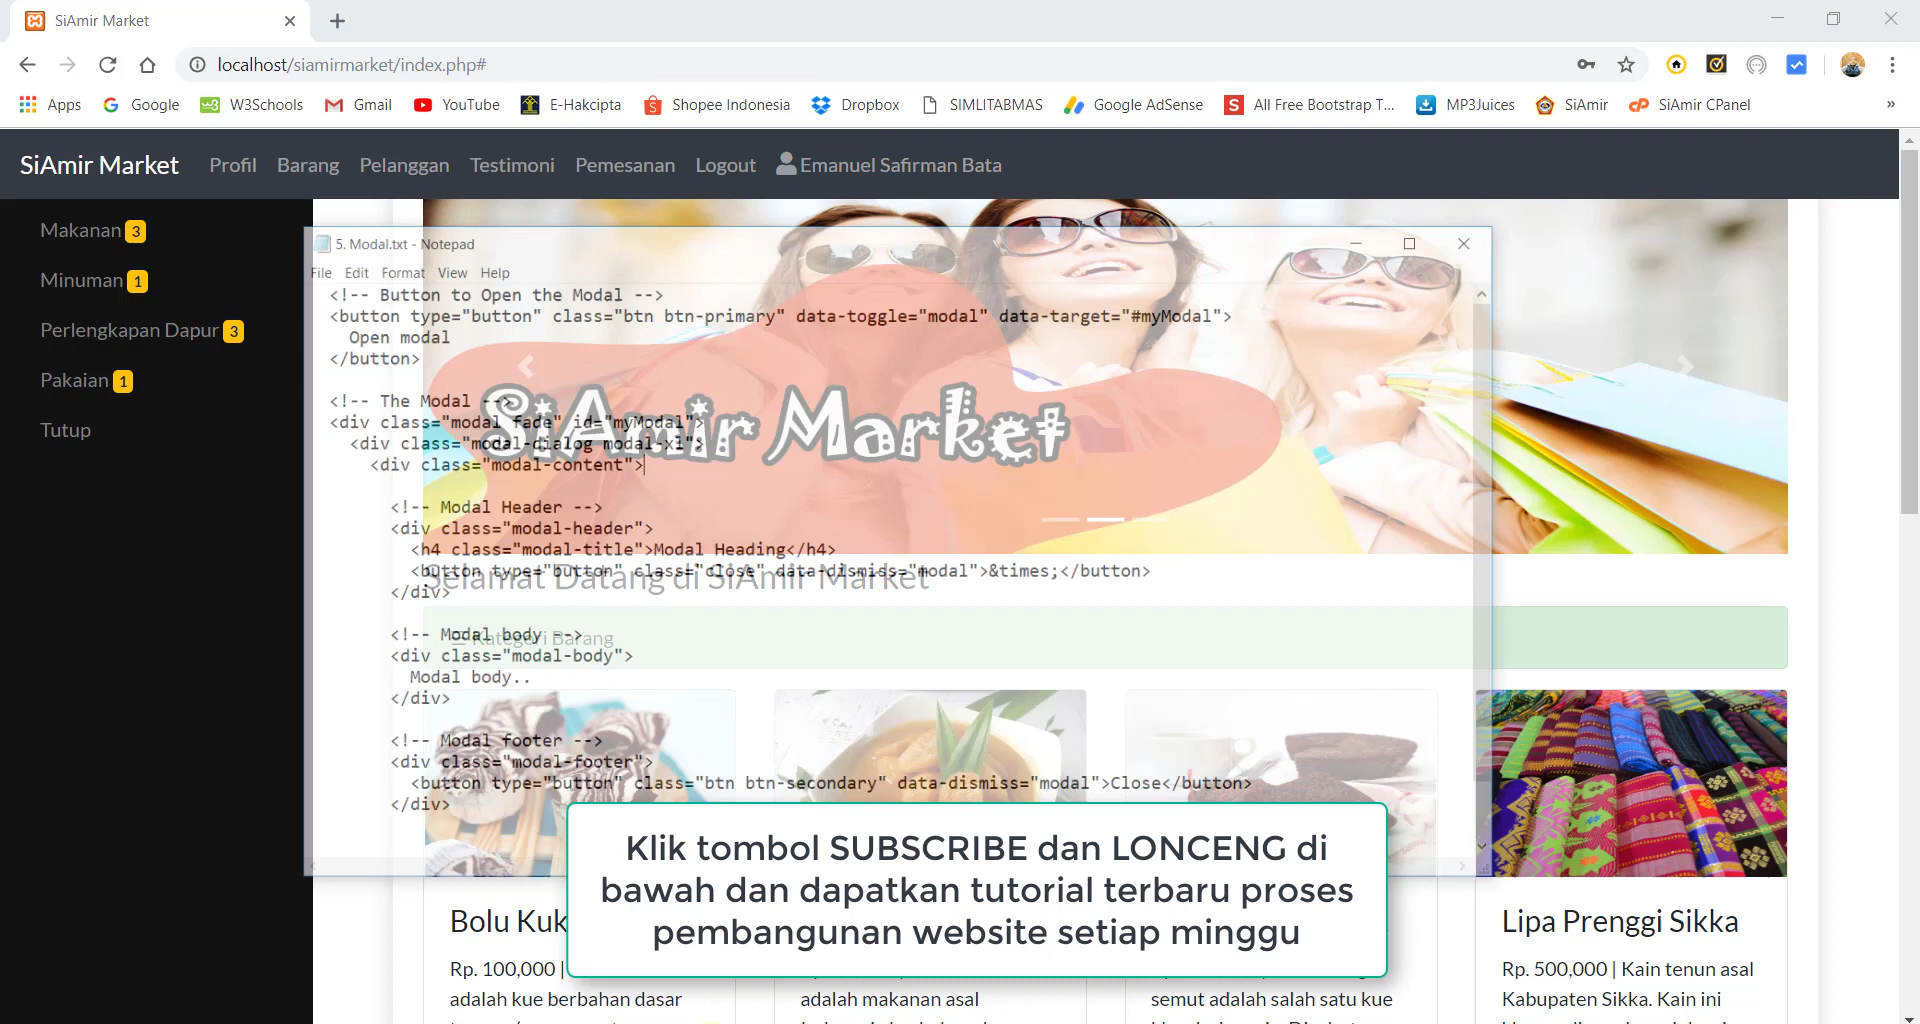 SiAmir Market
localhost/siamirmarket/index.php#
Apps Google W3Schools Gmail YouTube E-Hakcipta Shopee Indonesia Dropbox SIMLITABMAS Google AdSense All Free Bootstrap T... MP3Juices SiAmir SiAmir CPanel »
SiAmir Market Profil Barang Pelanggan Testimoni Pemesanan Logout Emanuel Safirman Bata
Makanan 3
Minuman 1
Perlengkapan Dapur 3
Pakaian 1
Tutup
5. Modal.txt - Notepad
File Edit Format View Help
<!-- Button to Open the Modal -->
<button type="button" class="btn btn-primary" data-toggle="modal" data-target="#myModal">
Open modal
</button>
<!-- The Modal -->
<div class="modal fade" id="myModal">
<div class="modal-dialog modal-xl">
<div class="modal-content">
<!-- Modal Header -->
<div class="modal-header">
<h4 class="modal-title">Modal Heading</h4>
<button type="button" class="close" data-dismiss="modal">&times;</button>
</div>
<!-- Modal body -->
<div class="modal-body">
Modal body..
</div>
<!-- Modal footer -->
<div class="modal-footer">
<button type="button" class="btn btn-secondary" data-dismiss="modal">Close</button>
</div>
SiAmir Market
Selamat Datang di SiAmir Market
Kategori Barang
Klik tombol SUBSCRIBE dan LONCENG di
bawah dan dapatkan tutorial terbaru proses
pembangunan website setiap minggu
Bolu Kuk
Rp. 100,000 |
adalah kue berbahan dasar
adalah makanan asal
semut adalah salah satu kue
Lipa Prenggi Sikka
Rp. 500,000 | Kain tenun asal
Kabupaten Sikka. Kain ini